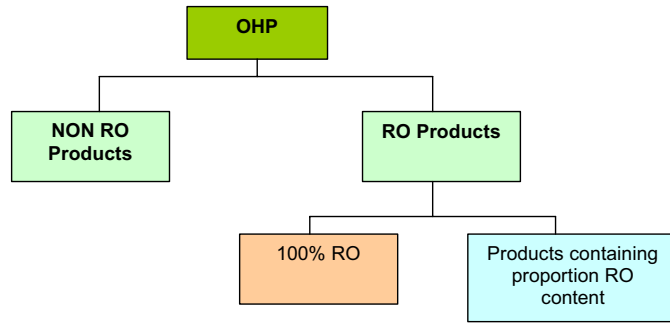 OHP
NON RO
Products
RO Products
100% RO
Products containing
proportion RO
content